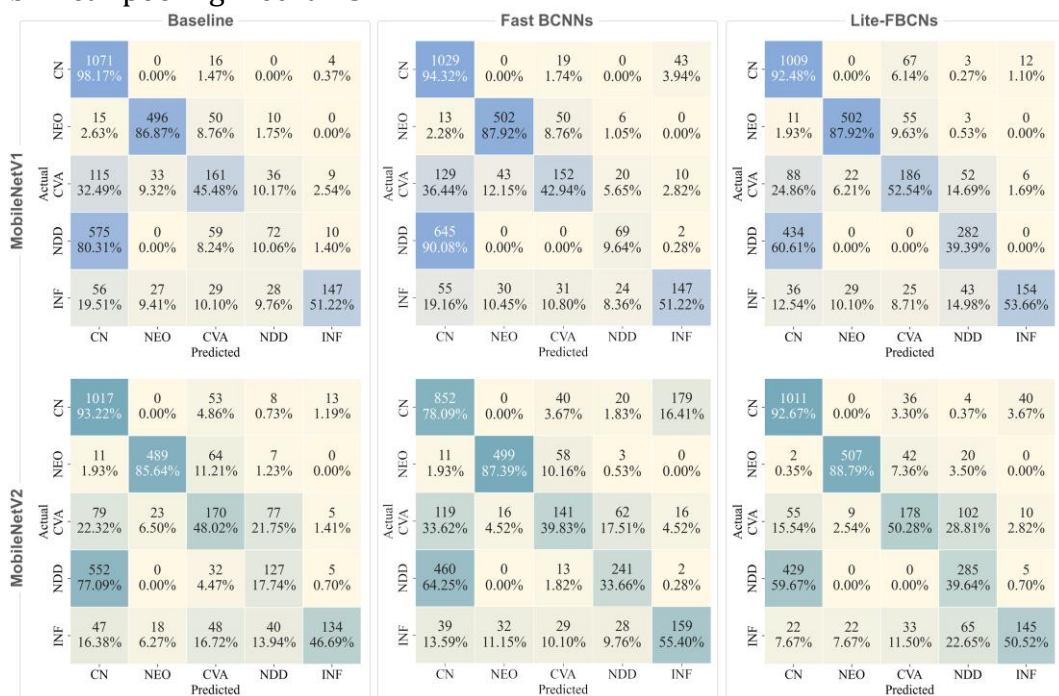 Baseline
Fast BCNNs
Lite-FBCNs
MobileNetV1
Actual
CN
1071 0 16 0 4
98.17% 0.00% 1.47% 0.00% 0.37%
NEO
15 496 50 10 0
2.63% 86.87% 8.76% 1.75% 0.00%
CVA
115 33 161 36 9
32.49% 9.32% 45.48% 10.17% 2.54%
NDD
575 0 59 72 10
80.31% 0.00% 8.24% 10.06% 1.40%
INF
56 27 29 28 147
19.51% 9.41% 10.10% 9.76% 51.22%
CN NEO CVA NDD INF
Predicted
Actual
CN
1029 0 19 0 43
94.32% 0.00% 1.74% 0.00% 3.94%
NEO
13 502 50 6 0
2.28% 87.92% 8.76% 1.05% 0.00%
CVA
129 43 152 20 10
36.44% 12.15% 42.94% 5.65% 2.82%
NDD
645 0 0 69 2
90.08% 0.00% 0.00% 9.64% 0.28%
INF
55 30 31 24 147
19.16% 10.45% 10.80% 8.36% 51.22%
CN NEO CVA NDD INF
Predicted
Actual
CN
1009 0 67 3 12
92.48% 0.00% 6.14% 0.27% 1.10%
NEO
11 502 55 3 0
1.93% 87.92% 9.63% 0.53% 0.00%
CVA
88 22 186 52 6
24.86% 6.21% 52.54% 14.69% 1.69%
NDD
434 0 0 282 0
60.61% 0.00% 0.00% 39.39% 0.00%
INF
36 29 25 43 154
12.54% 10.10% 8.71% 14.98% 53.66%
CN NEO CVA NDD INF
Predicted
MobileNetV2
Actual
CN
1017 0 53 8 13
93.22% 0.00% 4.86% 0.73% 1.19%
NEO
11 489 64 7 0
1.93% 85.64% 11.21% 1.23% 0.00%
CVA
79 23 170 77 5
22.32% 6.50% 48.02% 21.75% 1.41%
NDD
552 0 32 127 5
77.09% 0.00% 4.47% 17.74% 0.70%
INF
47 18 48 40 134
16.38% 6.27% 16.72% 13.94% 46.69%
CN NEO CVA NDD INF
Predicted
Actual
CN
852 0 40 20 179
78.09% 0.00% 3.67% 1.83% 16.41%
NEO
11 499 58 3 0
1.93% 87.39% 10.16% 0.53% 0.00%
CVA
119 16 141 62 16
33.62% 4.52% 39.83% 17.51% 4.52%
NDD
460 0 13 241 2
64.25% 0.00% 1.82% 33.66% 0.28%
INF
39 32 29 28 159
13.59% 11.15% 10.10% 9.76% 55.40%
CN NEO CVA NDD INF
Predicted
Actual
CN
1011 0 36 4 40
92.67% 0.00% 3.30% 0.37% 3.67%
NEO
2 507 42 20 0
0.35% 88.79% 7.36% 3.50% 0.00%
CVA
55 9 178 102 10
15.54% 2.54% 50.28% 28.81% 2.82%
NDD
429 0 0 285 5
59.67% 0.00% 0.00% 39.64% 0.70%
INF
22 22 33 65 145
7.67% 7.67% 11.50% 22.65% 50.52%
CN NEO CVA NDD INF
Predicted